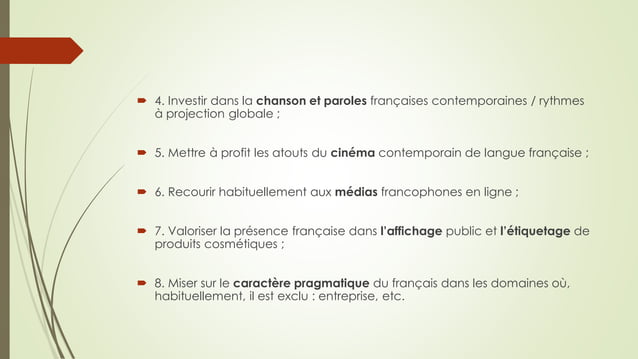 4. Investir dans la chanson et paroles françaises contemporaines / rythmes
à projection globale ;
5. Mettre à profit les atouts du cinéma contemporain de langue française ;
6. Recourir habituellement aux médias francophones en ligne ;
7. Valoriser la présence française dans l'affichage public et l'étiquetage de
produits cosmétiques ;
8. Miser sur le caractère pragmatique du français dans les domaines où,
habituellement, il est exclu : entreprise, etc.